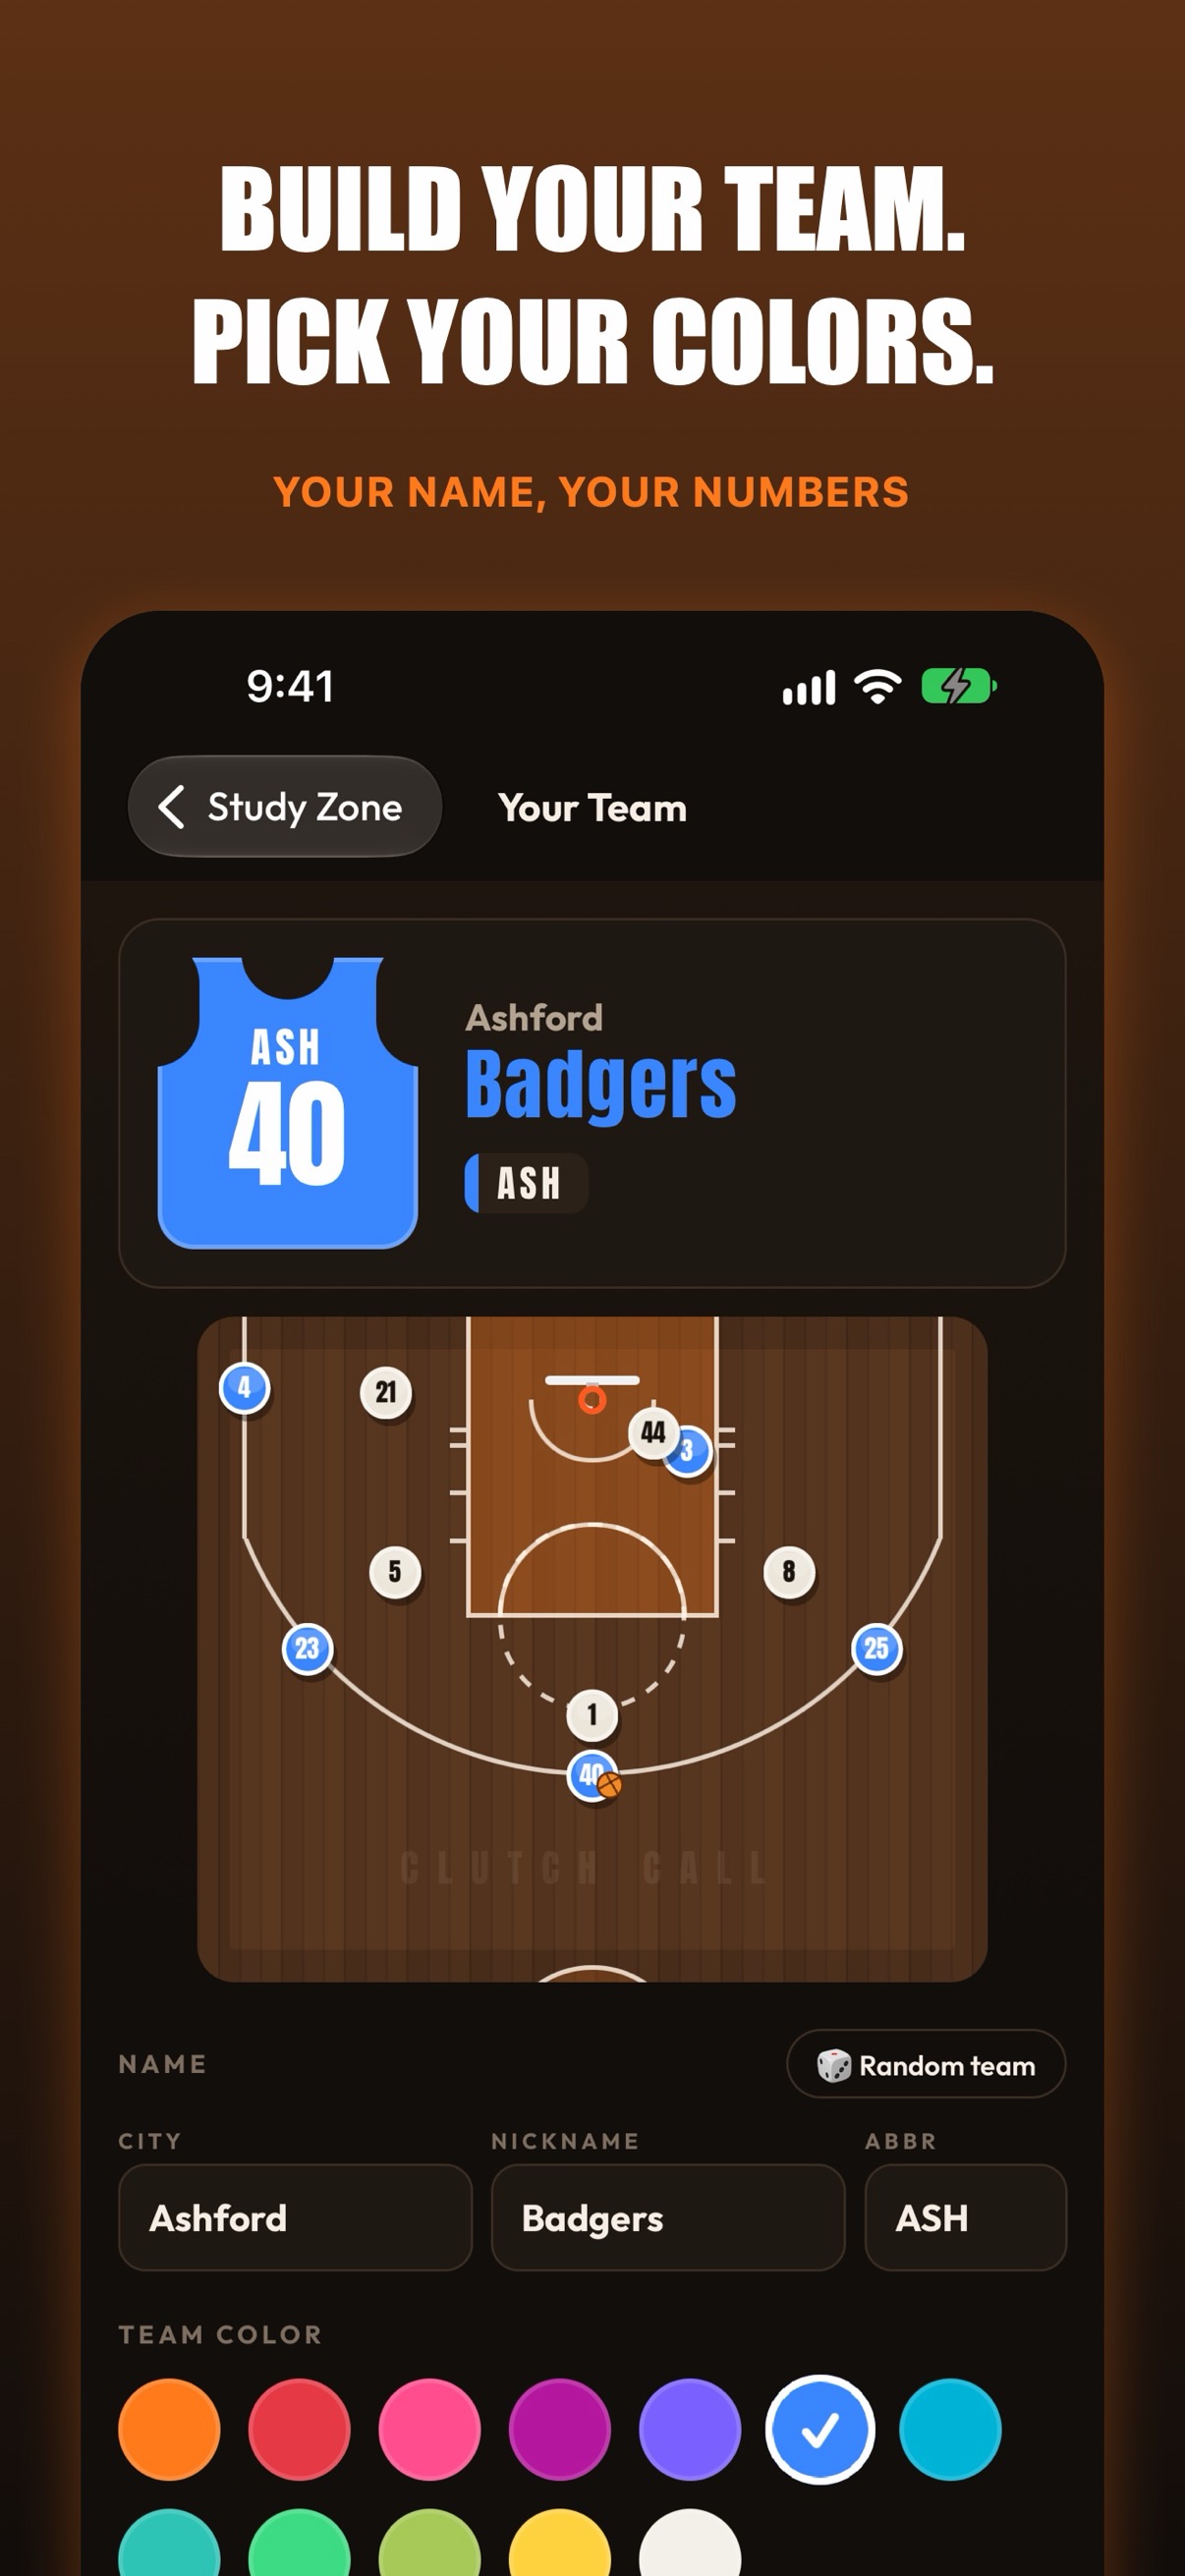 BUILD YOUR TEAM.
PICK YOUR COLORS.
YOUR NAME, YOUR NUMBERS
9:41
Study Zone
Your Team
ASH
40
Ashford
Badgers
ASH
4
21
44
3
5
8
23
25
1
40
CLUTCH CALL
NAME
Random team
CITY
NICKNAME
ABBR
Ashford
Badgers
ASH
TEAM COLOR